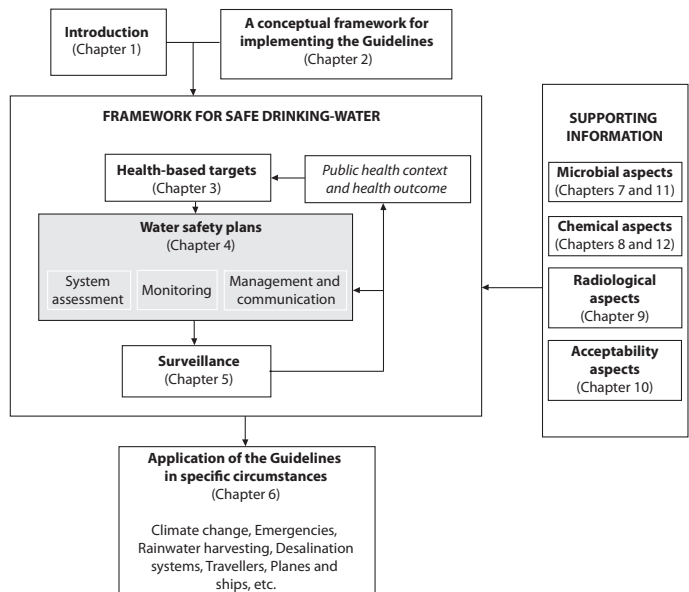 Introduction
(Chapter 1)
A conceptual framework for
implementing the Guidelines
(Chapter 2)
FRAMEWORK FOR SAFE DRINKING-WATER
Health-based targets
(Chapter 3)
Public health context
and health outcome
Water safety plans
(Chapter 4)
System
assessment
Monitoring
Management and
communication
Surveillance
(Chapter 5)
SUPPORTING
INFORMATION
Microbial aspects
(Chapters 7 and 11)
Chemical aspects
(Chapters 8 and 12)
Radiological
aspects
(Chapter 9)
Acceptability
aspects
(Chapter 10)
Application of the Guidelines
in specific circumstances
(Chapter 6)
Climate change, Emergencies,
Rainwater harvesting, Desalination
systems, Travellers, Planes and
ships, etc.